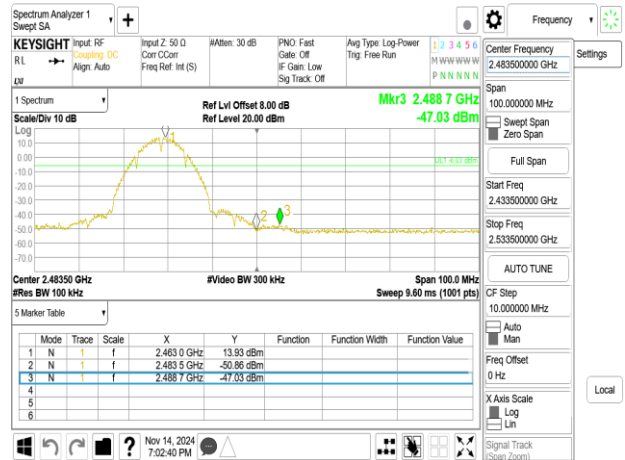 Spectrum Analyzer 1
Swept SA
+
Frequency
KEYSIGHT Input: RF Input Z: 50 Ω #Atten: 30 dB PNO: Fast Avg Type: Log-Power 1 2 3 4 5 6
RL Coupling: DC Corr CCorr Gate: Off Trig: Free Run M W W W W W
Align: Auto Freq Ref: Int (S) IF Gain: Low P N N N N N
Sig Track: Off
LXI
1 Spectrum
Scale/Div 10 dB
Ref Lvl Offset 8.00 dB
Ref Level 20.00 dBm
Mkr3 2.488 7 GHz
-47.03 dBm
Log
10.0
0.00
-10.0
-20.0
-30.0
-40.0
-50.0
-60.0
-70.0
1
2
3
DL1 -6.03 dBm
Center 2.48350 GHz #Video BW 300 kHz Span 100.0 MHz
#Res BW 100 kHz Sweep 9.60 ms (1001 pts)
5 Marker Table
Mode Trace Scale X Y Function Function Width Function Value
1 N 1 f 2.463 0 GHz 13.93 dBm
2 N 1 f 2.483 5 GHz -50.86 dBm
3 N 1 f 2.488 7 GHz -47.03 dBm
4
5
6
?
Nov 14, 2024
7:02:40 PM
Center Frequency
2.483500000 GHz
Settings
Span
100.000000 MHz
Swept Span
Zero Span
Full Span
Start Freq
2.433500000 GHz
Stop Freq
2.533500000 GHz
AUTO TUNE
CF Step
10.000000 MHz
Auto
Man
Freq Offset
0 Hz
X Axis Scale
Log
Lin
Local
Signal Track
(Span Zoom)